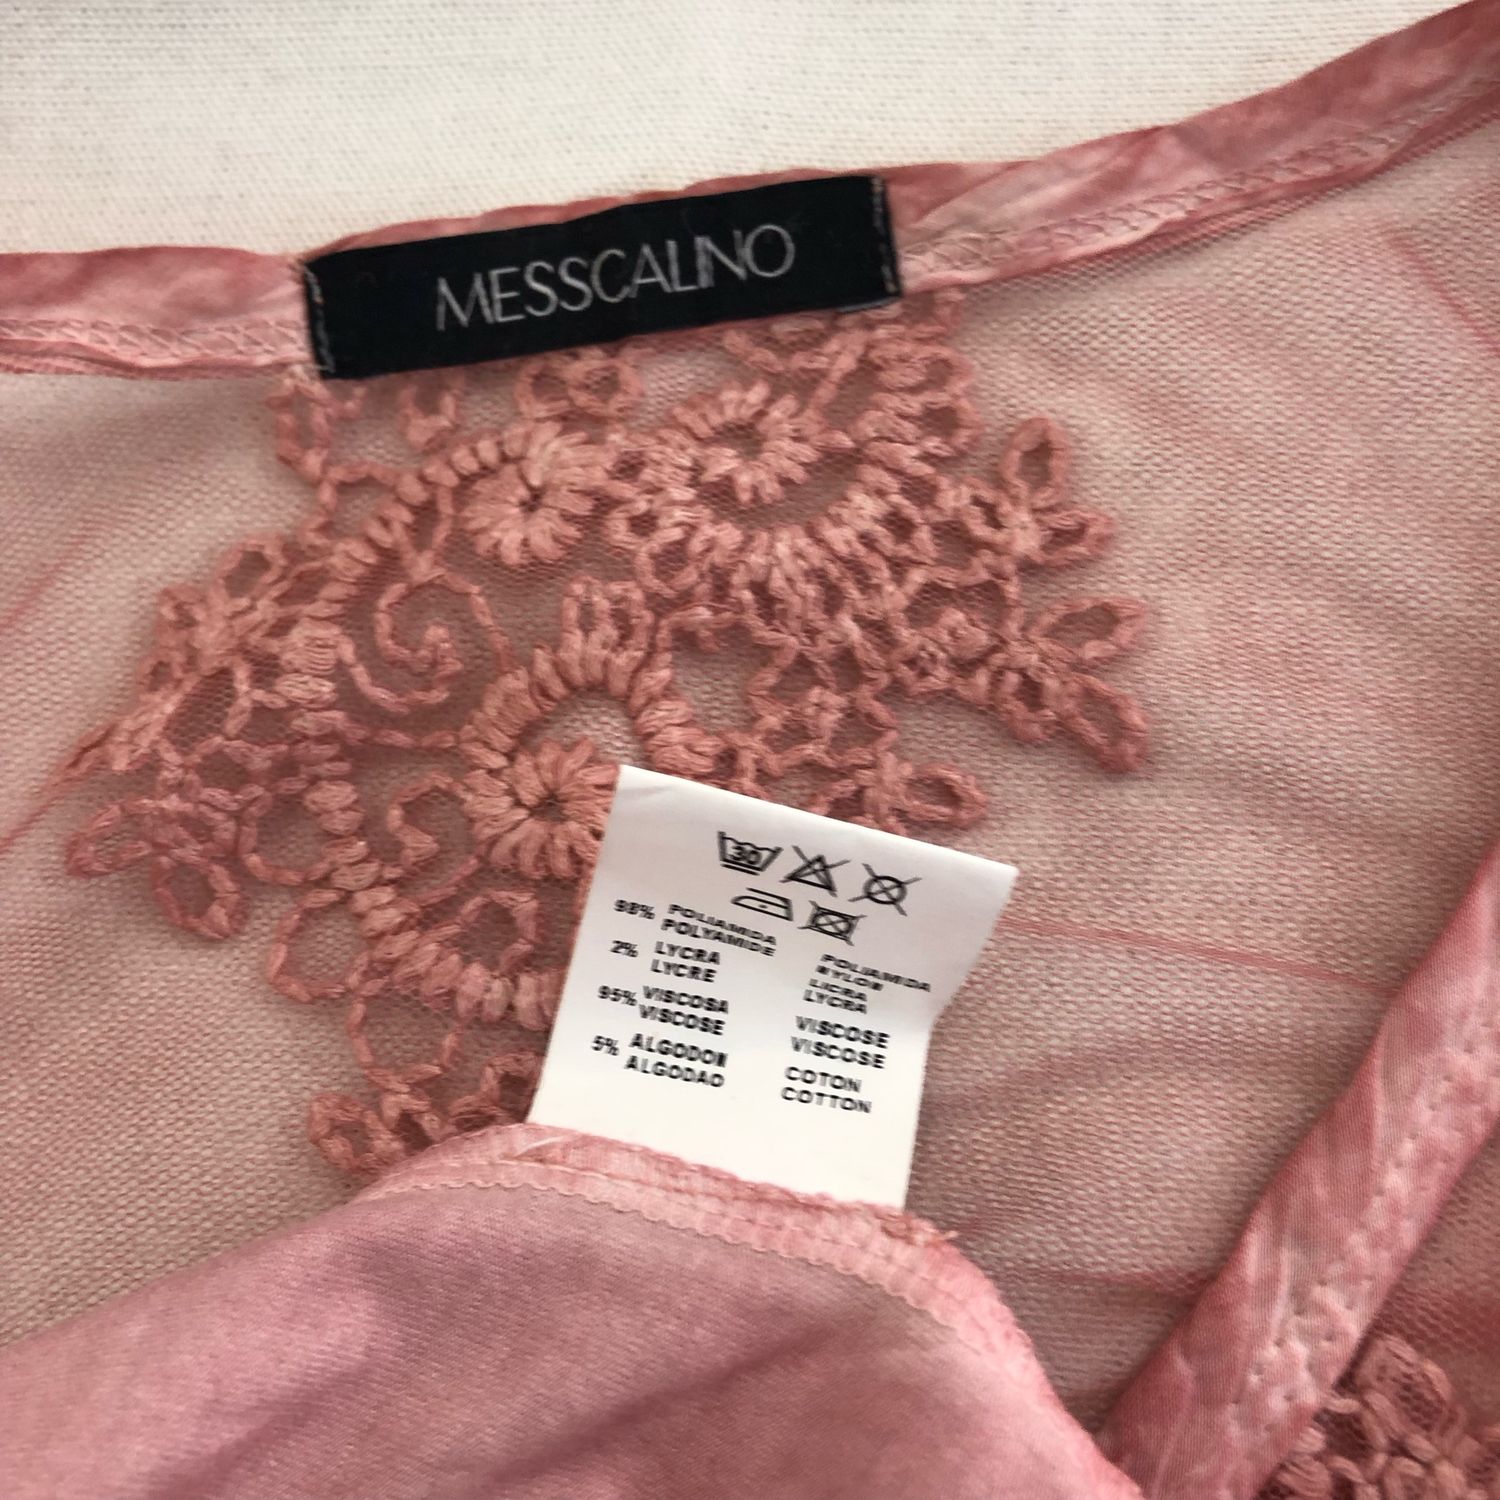 MESSCALINO
30
98% POLIAMIDA
POLYAMIDE
2% LYCRA
LYCRE
95% VISCOSA
VISCOSE
5% ALGODON
ALGODAO
POLIAMIDA
NYLON
LICRA
LYCRA
VISCOSE
VISCOSE
COTON
COTTON